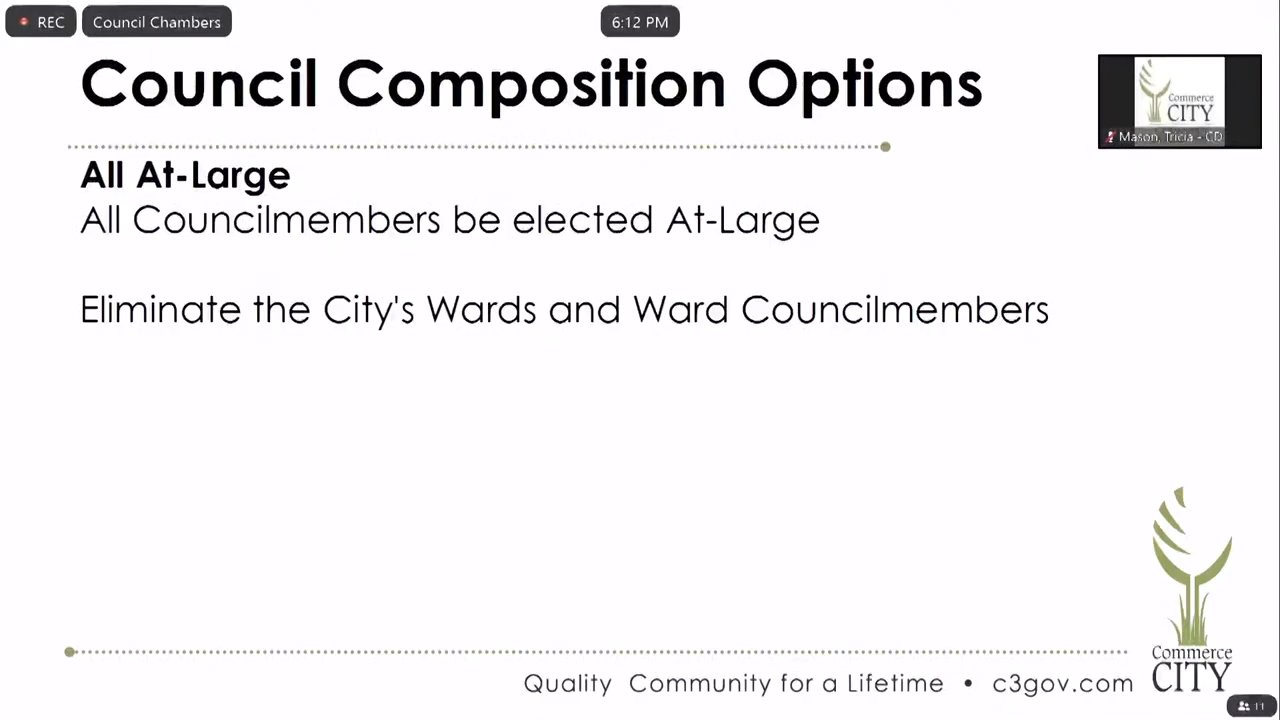 REC
Council Chambers
6:12 PM
Council Composition Options
Commerce
CITY
Mason, Tricia - CD
All At-Large
All Councilmembers be elected At-Large
Eliminate the City's Wards and Ward Councilmembers
Commerce
CITY
Quality Community for a Lifetime • c3gov.com
11